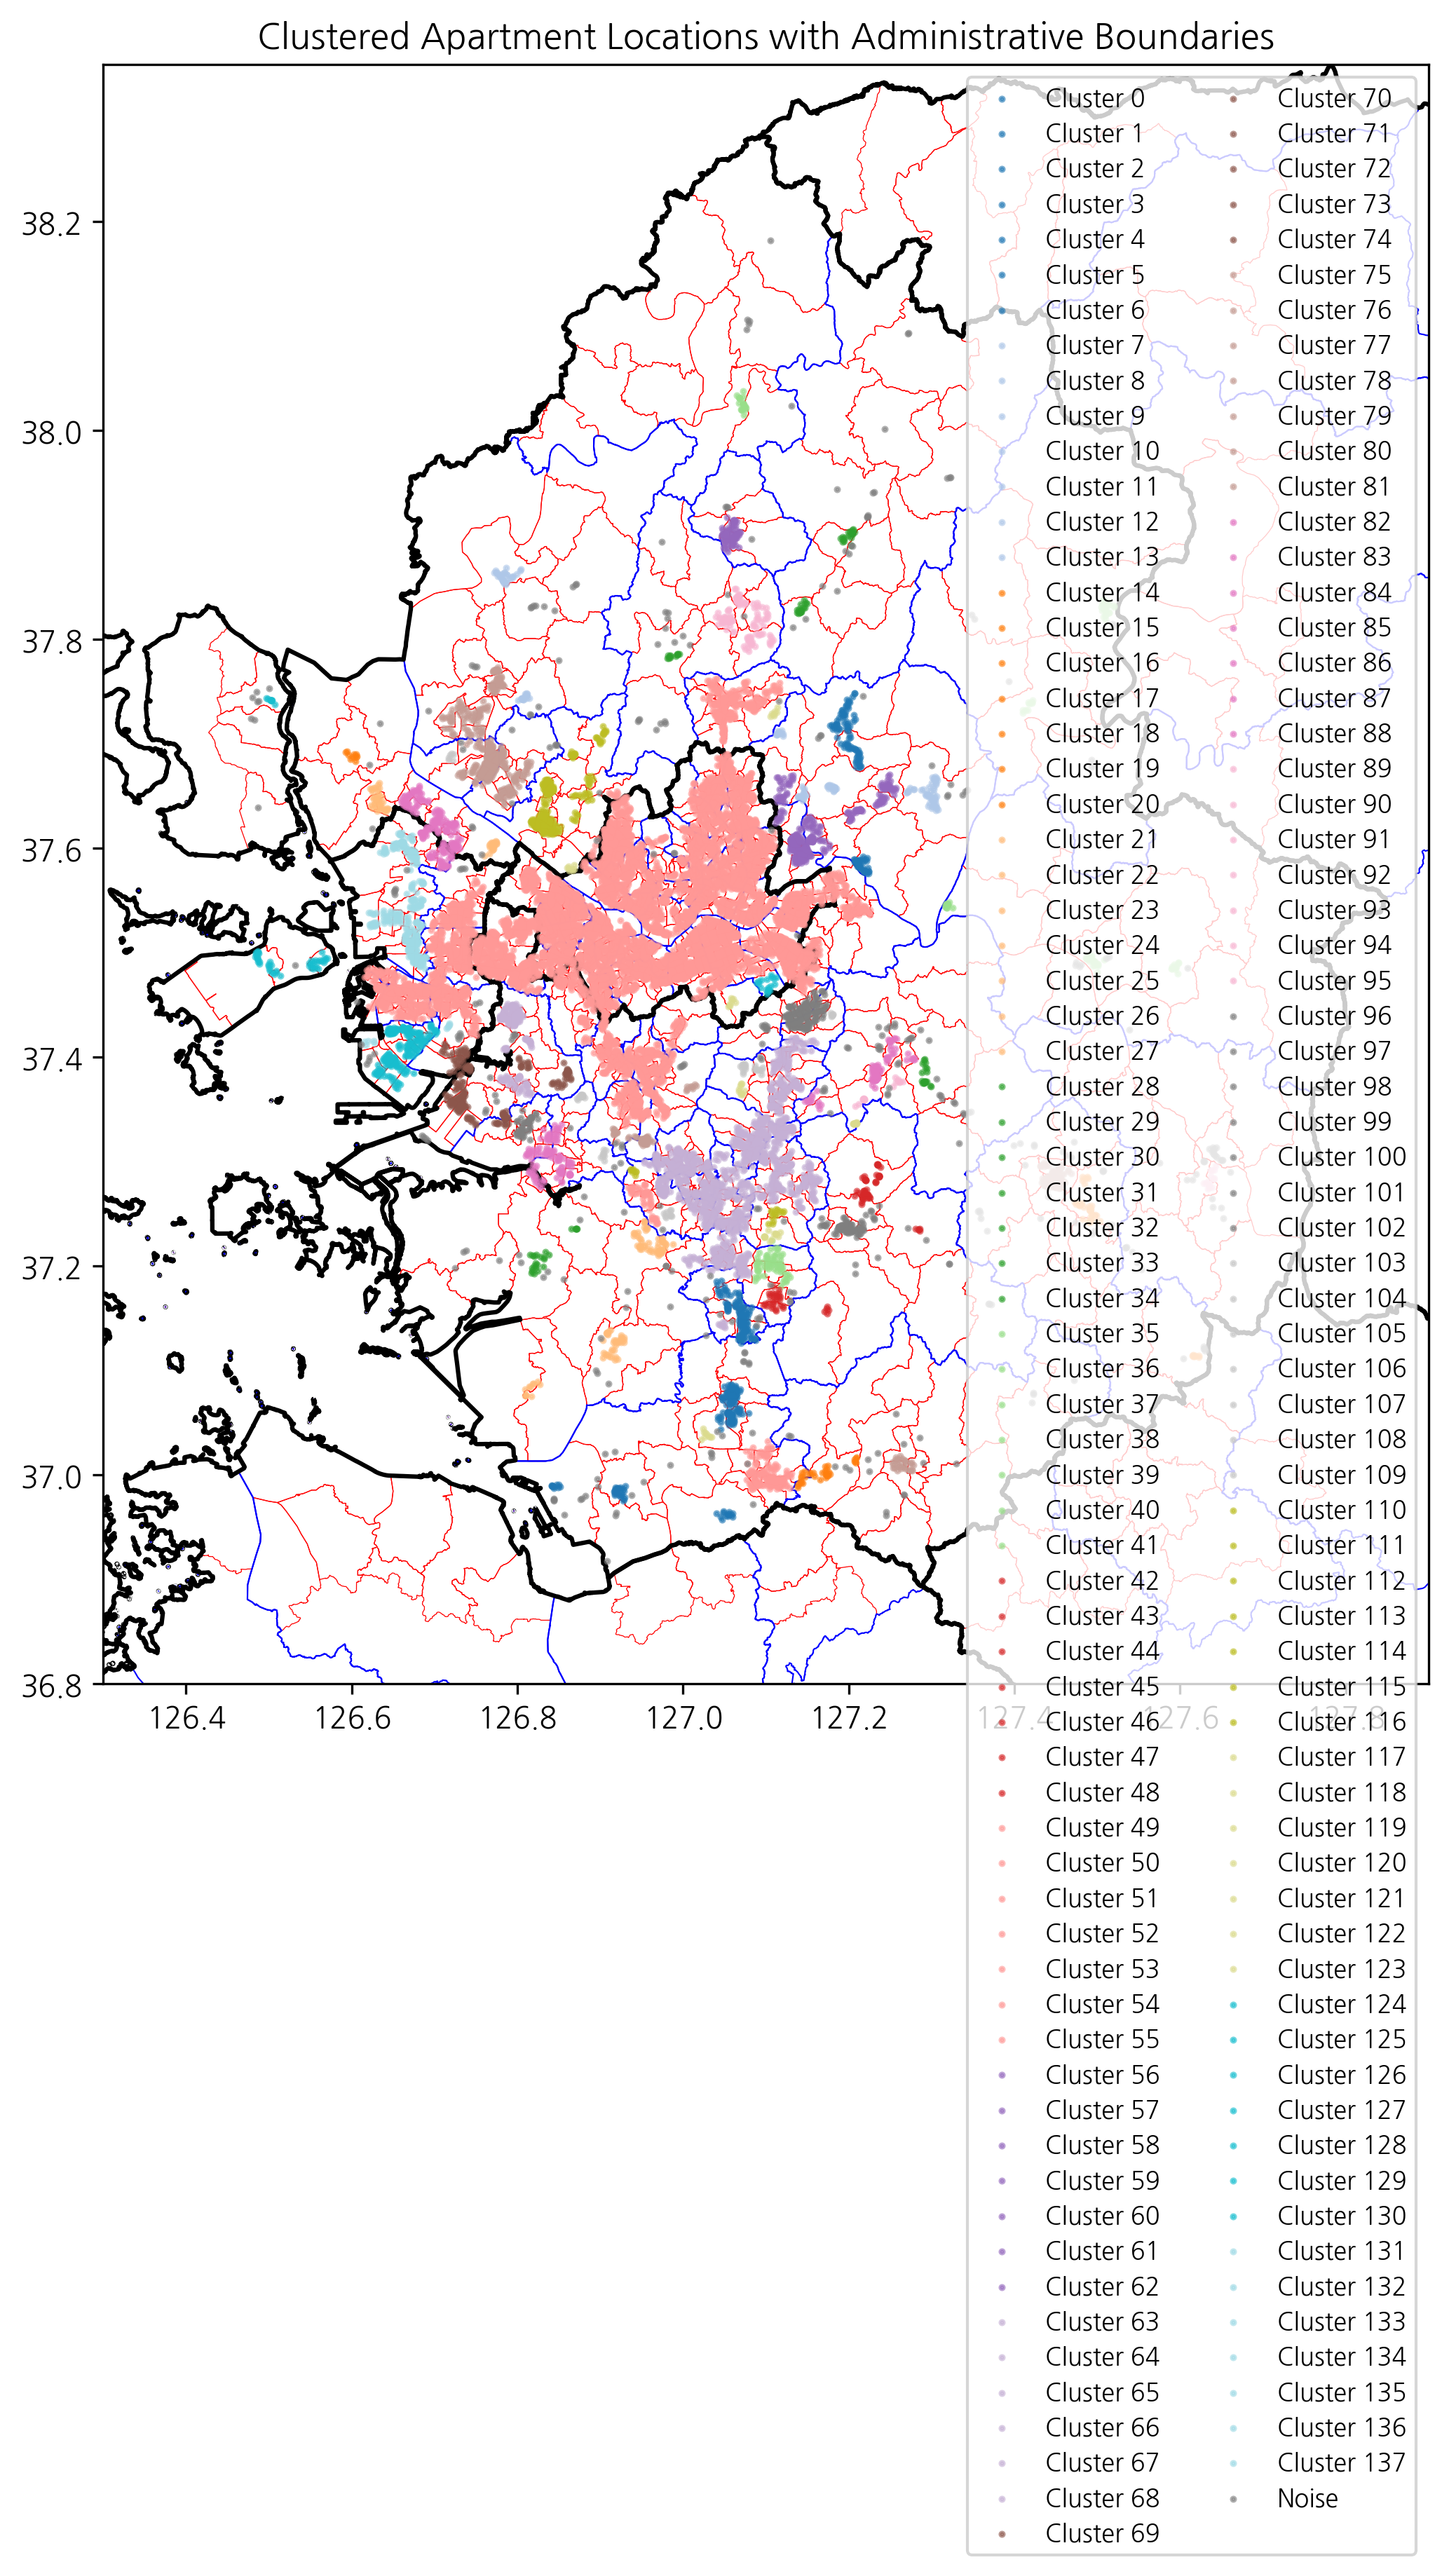 Clustered Apartment Locations with Administrative Boundaries
38.2
38.0
37.8
37.6
37.4
37.2
37.0
36.8
126.4
126.6
126.8
127.0
127.2
127.4
127.6
127.8
Cluster 0
Cluster 1
Cluster 2
Cluster 3
Cluster 4
Cluster 5
Cluster 6
Cluster 7
Cluster 8
Cluster 9
Cluster 10
Cluster 11
Cluster 12
Cluster 13
Cluster 14
Cluster 15
Cluster 16
Cluster 17
Cluster 18
Cluster 19
Cluster 20
Cluster 21
Cluster 22
Cluster 23
Cluster 24
Cluster 25
Cluster 26
Cluster 27
Cluster 28
Cluster 29
Cluster 30
Cluster 31
Cluster 32
Cluster 33
Cluster 34
Cluster 35
Cluster 36
Cluster 37
Cluster 38
Cluster 39
Cluster 40
Cluster 41
Cluster 42
Cluster 43
Cluster 44
Cluster 45
Cluster 46
Cluster 47
Cluster 48
Cluster 49
Cluster 50
Cluster 51
Cluster 52
Cluster 53
Cluster 54
Cluster 55
Cluster 56
Cluster 57
Cluster 58
Cluster 59
Cluster 60
Cluster 61
Cluster 62
Cluster 63
Cluster 64
Cluster 65
Cluster 66
Cluster 67
Cluster 68
Cluster 69
Cluster 70
Cluster 71
Cluster 72
Cluster 73
Cluster 74
Cluster 75
Cluster 76
Cluster 77
Cluster 78
Cluster 79
Cluster 80
Cluster 81
Cluster 82
Cluster 83
Cluster 84
Cluster 85
Cluster 86
Cluster 87
Cluster 88
Cluster 89
Cluster 90
Cluster 91
Cluster 92
Cluster 93
Cluster 94
Cluster 95
Cluster 96
Cluster 97
Cluster 98
Cluster 99
Cluster 100
Cluster 101
Cluster 102
Cluster 103
Cluster 104
Cluster 105
Cluster 106
Cluster 107
Cluster 108
Cluster 109
Cluster 110
Cluster 111
Cluster 112
Cluster 113
Cluster 114
Cluster 115
Cluster 116
Cluster 117
Cluster 118
Cluster 119
Cluster 120
Cluster 121
Cluster 122
Cluster 123
Cluster 124
Cluster 125
Cluster 126
Cluster 127
Cluster 128
Cluster 129
Cluster 130
Cluster 131
Cluster 132
Cluster 133
Cluster 134
Cluster 135
Cluster 136
Cluster 137
Noise